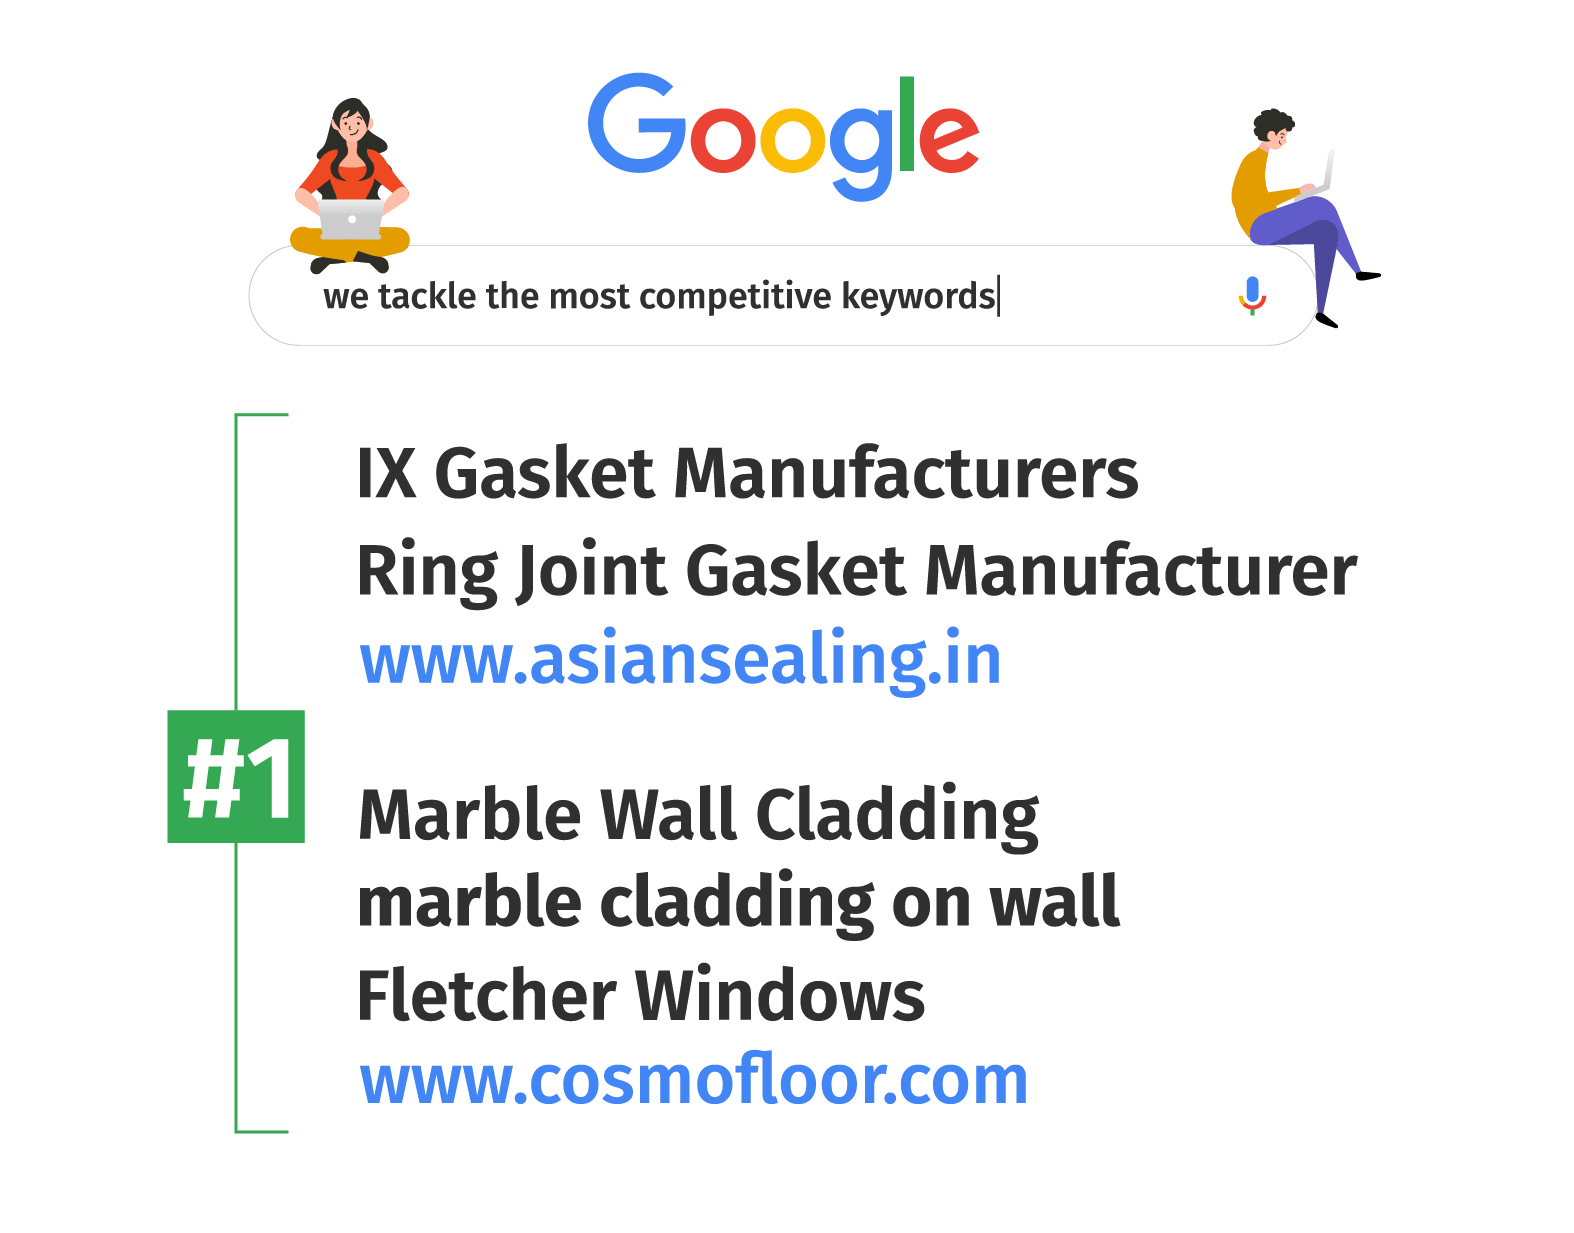 Google
we tackle the most competitive keywords
IX Gasket Manufacturers
Ring Joint Gasket Manufacturer
www.asiansealing.in
#1
Marble Wall Cladding
marble cladding on wall
Fletcher Windows
www.cosmofloor.com